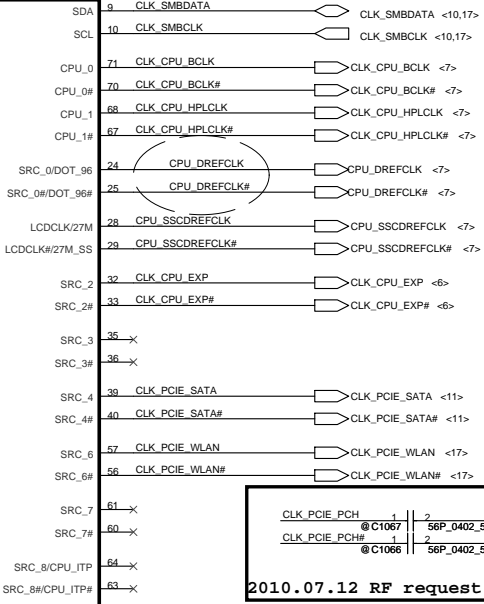 SDA 9 CLK_SMBDATA CLK_SMBDATA <10,17>
SCL 10 CLK_SMBCLK CLK_SMBCLK <10,17>
CPU_0 71 CLK_CPU_BCLK CLK_CPU_BCLK <7>
CPU_0# 70 CLK_CPU_BCLK# CLK_CPU_BCLK# <7>
CPU_1 68 CLK_CPU_HPLCLK CLK_CPU_HPLCLK <7>
CPU_1# 67 CLK_CPU_HPLCLK# CLK_CPU_HPLCLK# <7>
SRC_0/DOT_96 24 CPU_DREFCLK CPU_DREFCLK <7>
SRC_0#/DOT_96# 25 CPU_DREFCLK# CPU_DREFCLK# <7>
LCDCLK/27M 28 CPU_SSCDREFCLK CPU_SSCDREFCLK <7>
LCDCLK#/27M_SS 29 CPU_SSCDREFCLK# CPU_SSCDREFCLK# <7>
SRC_2 32 CLK_CPU_EXP CLK_CPU_EXP <6>
SRC_2# 33 CLK_CPU_EXP# CLK_CPU_EXP# <6>
SRC_3 35
SRC_3# 36
SRC_4 39 CLK_PCIE_SATA CLK_PCIE_SATA <11>
SRC_4# 40 CLK_PCIE_SATA# CLK_PCIE_SATA# <11>
SRC_6 57 CLK_PCIE_WLAN CLK_PCIE_WLAN <17>
SRC_6# 56 CLK_PCIE_WLAN# CLK_PCIE_WLAN# <17>
SRC_7 61
SRC_7# 60
SRC_8/CPU_ITP 64
SRC_8#/CPU_ITP# 63
CLK_PCIE_PCH 1 2
@ C1067 56P_0402_5
CLK_PCIE_PCH# 1 2
@ C1066 56P_0402_5
2010.07.12 RF request